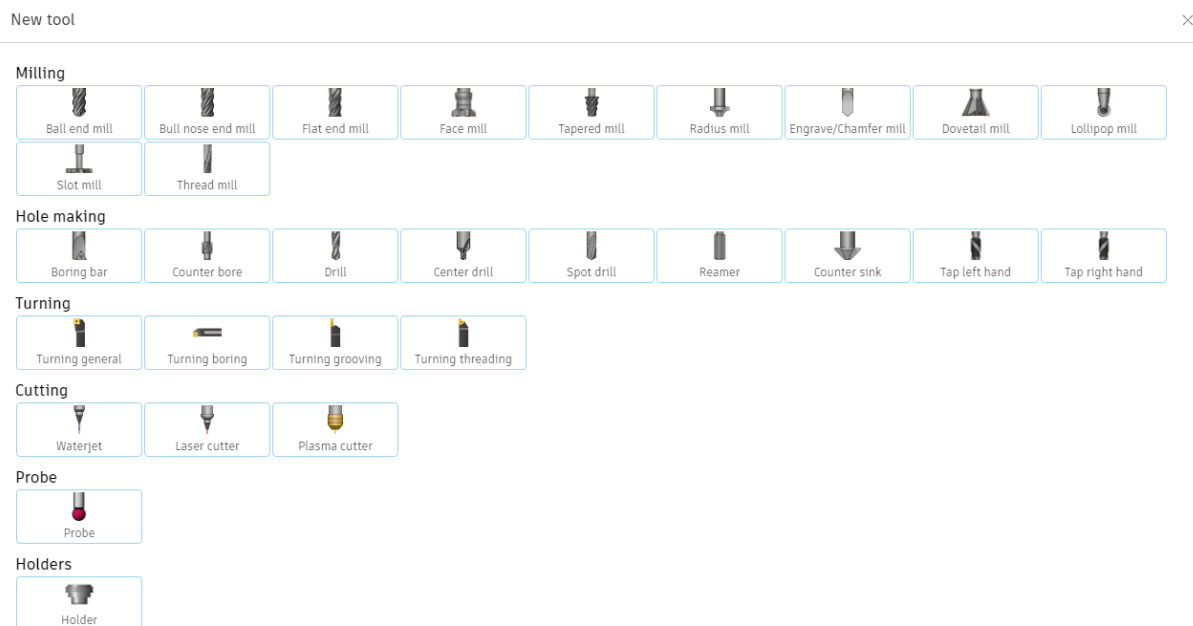 New tool
Milling
Ball end mill Bull nose end mill Flat end mill Face mill Tapered mill Radius mill Engrave/Chamfer mill Dovetail mill Lollipop mill
Slot mill Thread mill
Hole making
Boring bar Counter bore Drill Center drill Spot drill Reamer Counter sink Tap left hand Tap right hand
Turning
Turning general Turning boring Turning grooving Turning threading
Cutting
Waterjet Laser cutter Plasma cutter
Probe
Probe
Holders
Holder